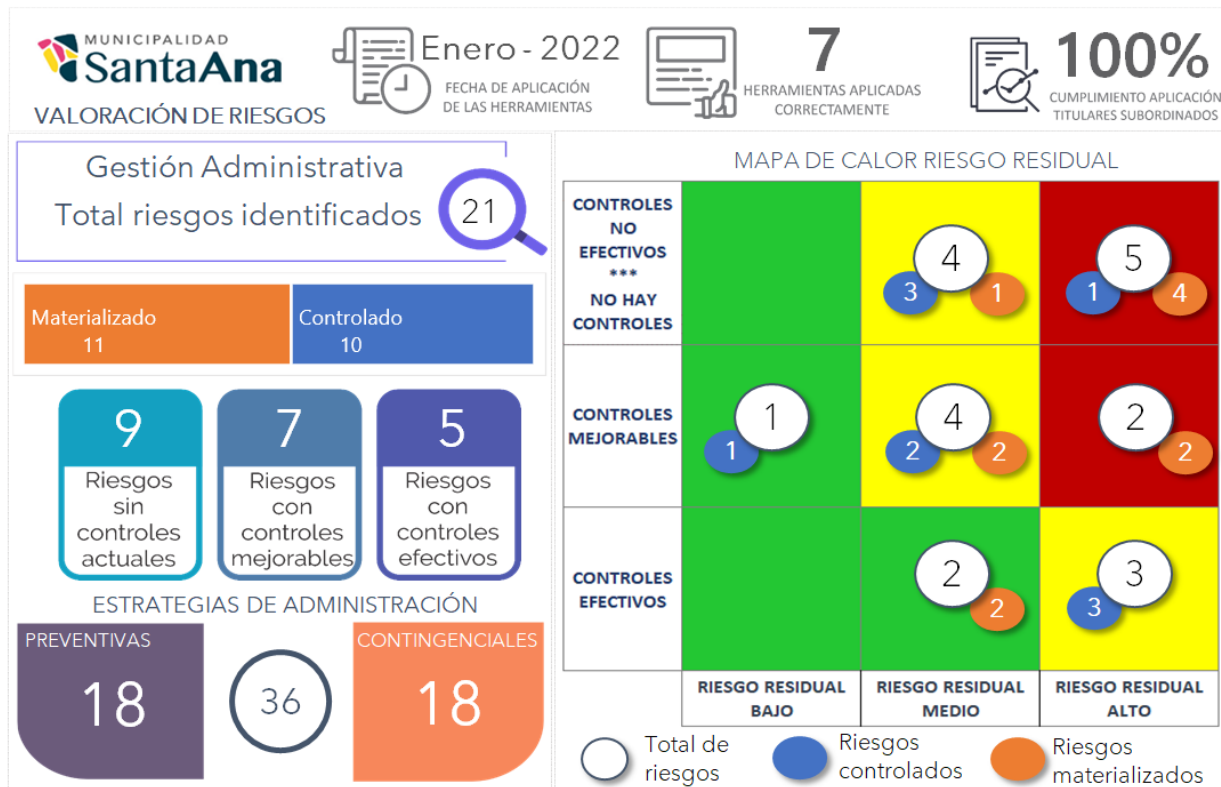 MUNICIPALIDAD
SantaAna
VALORACIÓN DE RIESGOS
Enero - 2022
FECHA DE APLICACIÓN
DE LAS HERRAMIENTAS
7
HERRAMIENTAS APLICADAS
CORRECTAMENTE
100%
CUMPLIMIENTO APLICACIÓN
TITULARES SUBORDINADOS
Gestión Administrativa
Total riesgos identificados
21
Materializado
11
Controlado
10
9
Riesgos
sin
controles
actuales
7
Riesgos
con
controles
mejorables
5
Riesgos
con
controles
efectivos
ESTRATEGIAS DE ADMINISTRACIÓN
PREVENTIVAS
18
36
CONTINGENCIALES
18
MAPA DE CALOR RIESGO RESIDUAL
CONTROLES
NO
EFECTIVOS
***
NO HAY
CONTROLES
4
3
1
5
1
4
CONTROLES
MEJORABLES
1
1
4
2
2
2
2
CONTROLES
EFECTIVOS
2
2
3
3
RIESGO RESIDUAL
BAJO
RIESGO RESIDUAL
MEDIO
RIESGO RESIDUAL
ALTO
Total de
riesgos
Riesgos
controlados
Riesgos
materializados